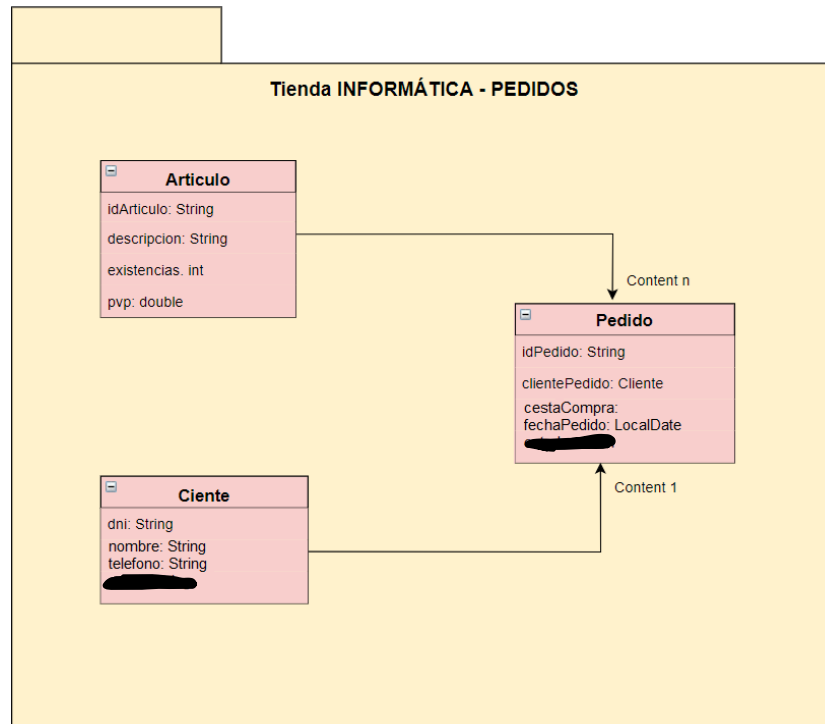 Tienda INFORMÁTICA - PEDIDOS
Articulo
idArticulo: String
descripcion: String
existencias. int
pvp: double
Content n
Pedido
idPedido: String
clientePedido: Cliente
cestaCompra:
fechaPedido: LocalDate
Content 1
Ciente
dni: String
nombre: String
telefono: String